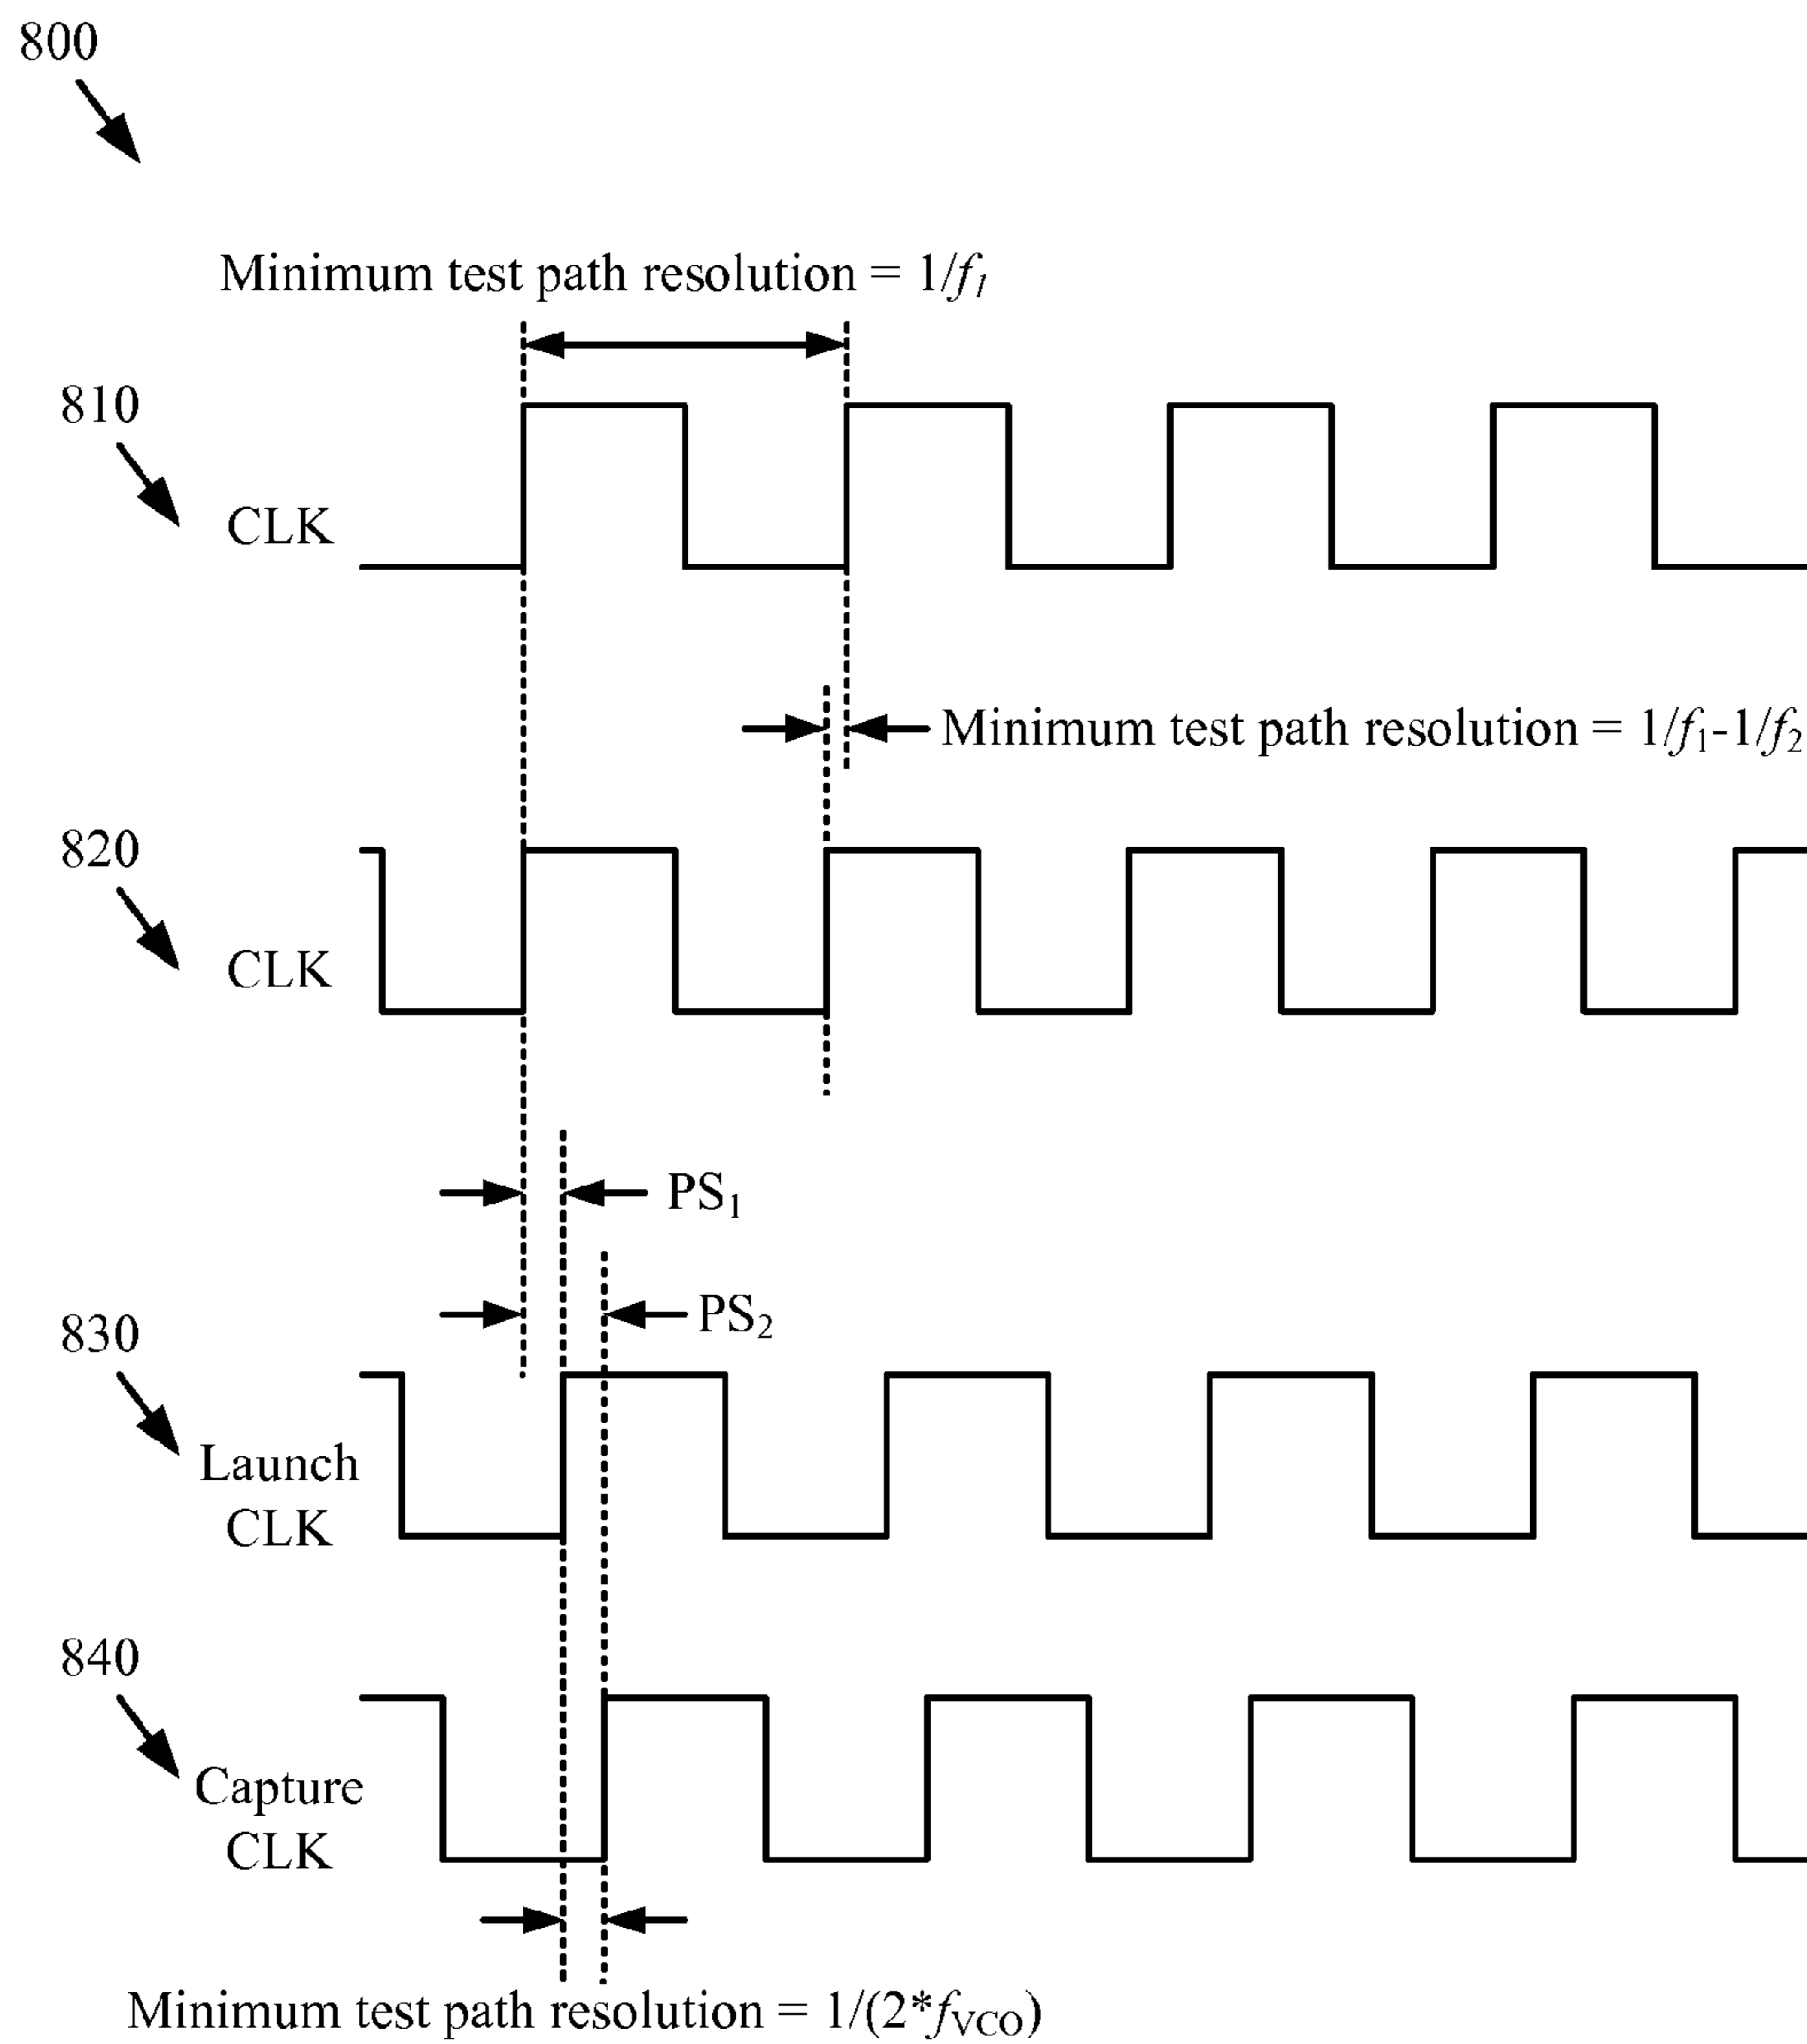 800
Minimum test path resolution = 1/f₁
810
CLK
Minimum test path resolution = 1/f₁-1/f₂
820
CLK
PS₁
PS₂
830
Launch
CLK
840
Capture
CLK
Minimum test path resolution = 1/(2*f_VCO)